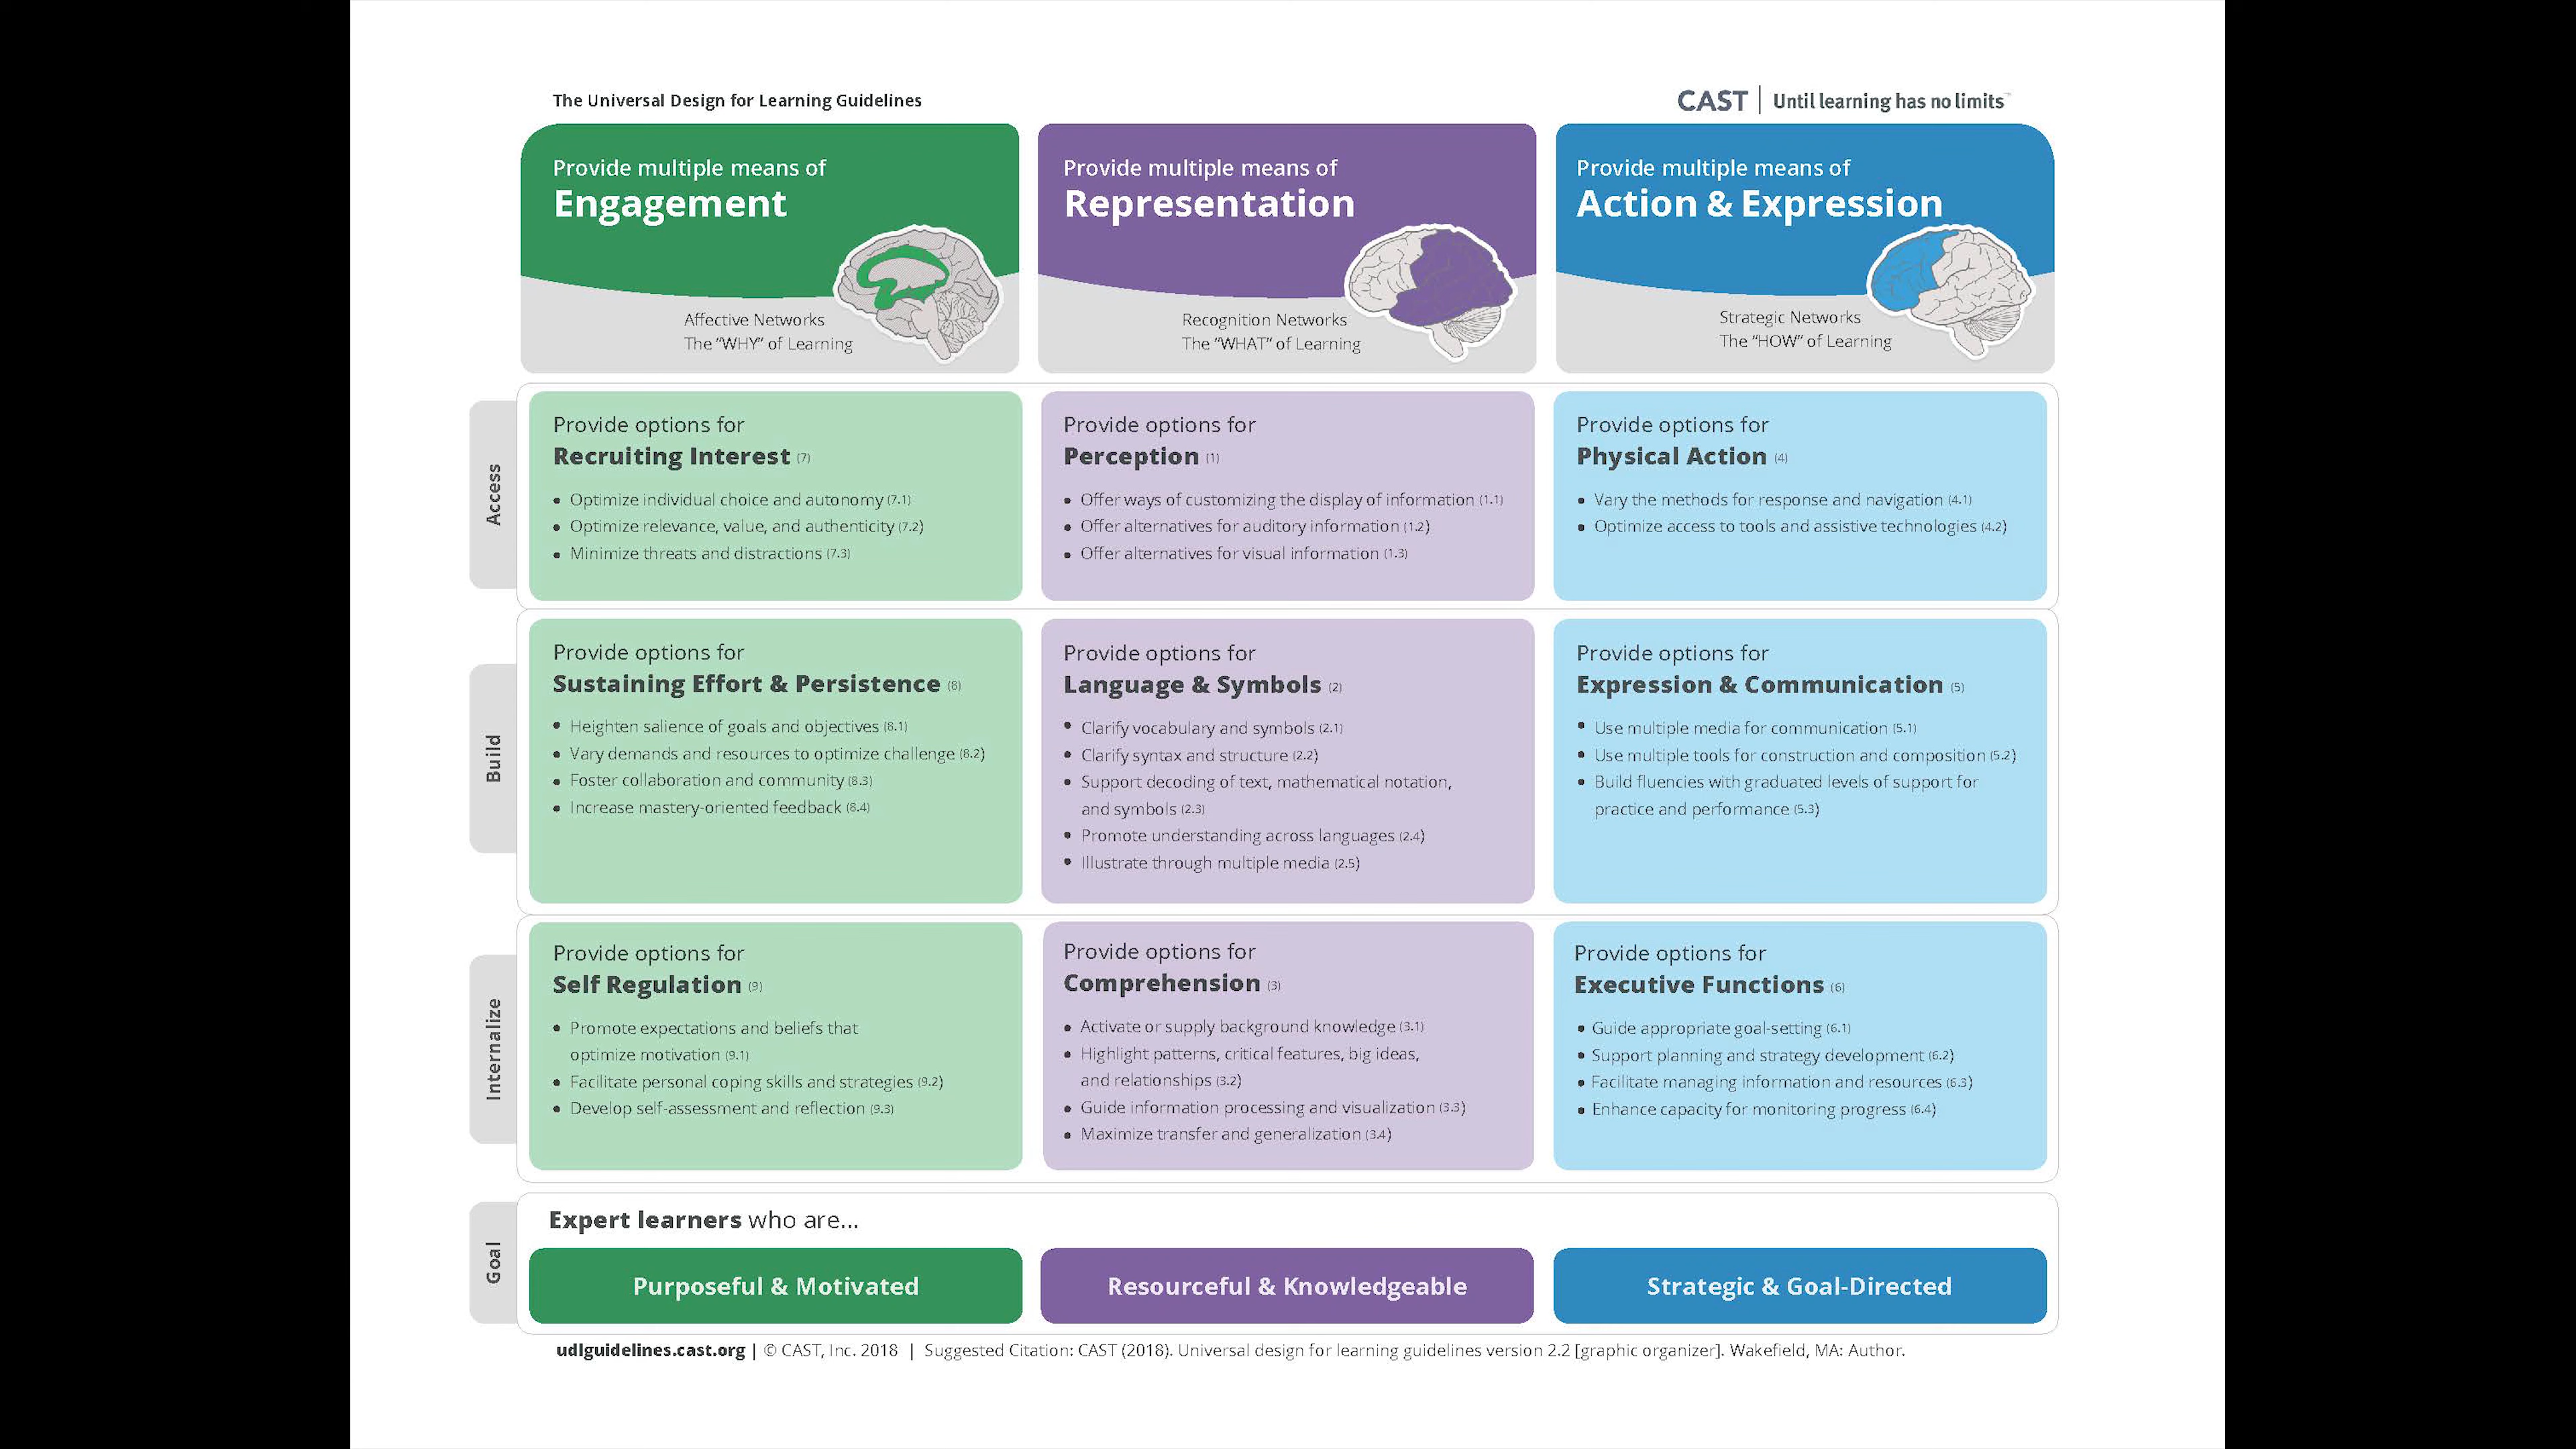 The Universal Design for Learning Guidelines
CAST | Until learning has no limits™
Provide multiple means of
Engagement
Affective Networks
The “WHY” of Learning
Provide multiple means of
Representation
Recognition Networks
The “WHAT” of Learning
Provide multiple means of
Action & Expression
Strategic Networks
The “HOW” of Learning
Access
Provide options for
Recruiting Interest (7)
• Optimize individual choice and autonomy (7.1)
• Optimize relevance, value, and authenticity (7.2)
• Minimize threats and distractions (7.3)
Provide options for
Perception (1)
• Offer ways of customizing the display of information (1.1)
• Offer alternatives for auditory information (1.2)
• Offer alternatives for visual information (1.3)
Provide options for
Physical Action (4)
• Vary the methods for response and navigation (4.1)
• Optimize access to tools and assistive technologies (4.2)
Build
Provide options for
Sustaining Effort & Persistence (8)
• Heighten salience of goals and objectives (8.1)
• Vary demands and resources to optimize challenge (8.2)
• Foster collaboration and community (8.3)
• Increase mastery-oriented feedback (8.4)
Provide options for
Language & Symbols (2)
• Clarify vocabulary and symbols (2.1)
• Clarify syntax and structure (2.2)
• Support decoding of text, mathematical notation,
and symbols (2.3)
• Promote understanding across languages (2.4)
• Illustrate through multiple media (2.5)
Provide options for
Expression & Communication (5)
• Use multiple media for communication (5.1)
• Use multiple tools for construction and composition (5.2)
• Build fluencies with graduated levels of support for
practice and performance (5.3)
Internalize
Provide options for
Self Regulation (9)
• Promote expectations and beliefs that
optimize motivation (9.1)
• Facilitate personal coping skills and strategies (9.2)
• Develop self-assessment and reflection (9.3)
Provide options for
Comprehension (3)
• Activate or supply background knowledge (3.1)
• Highlight patterns, critical features, big ideas,
and relationships (3.2)
• Guide information processing and visualization (3.3)
• Maximize transfer and generalization (3.4)
Provide options for
Executive Functions (6)
• Guide appropriate goal-setting (6.1)
• Support planning and strategy development (6.2)
• Facilitate managing information and resources (6.3)
• Enhance capacity for monitoring progress (6.4)
Goal
Expert learners who are...
Purposeful & Motivated
Resourceful & Knowledgeable
Strategic & Goal-Directed
udlguidelines.cast.org | © CAST, Inc. 2018 | Suggested Citation: CAST (2018). Universal design for learning guidelines version 2.2 [graphic organizer]. Wakefield, MA: Author.